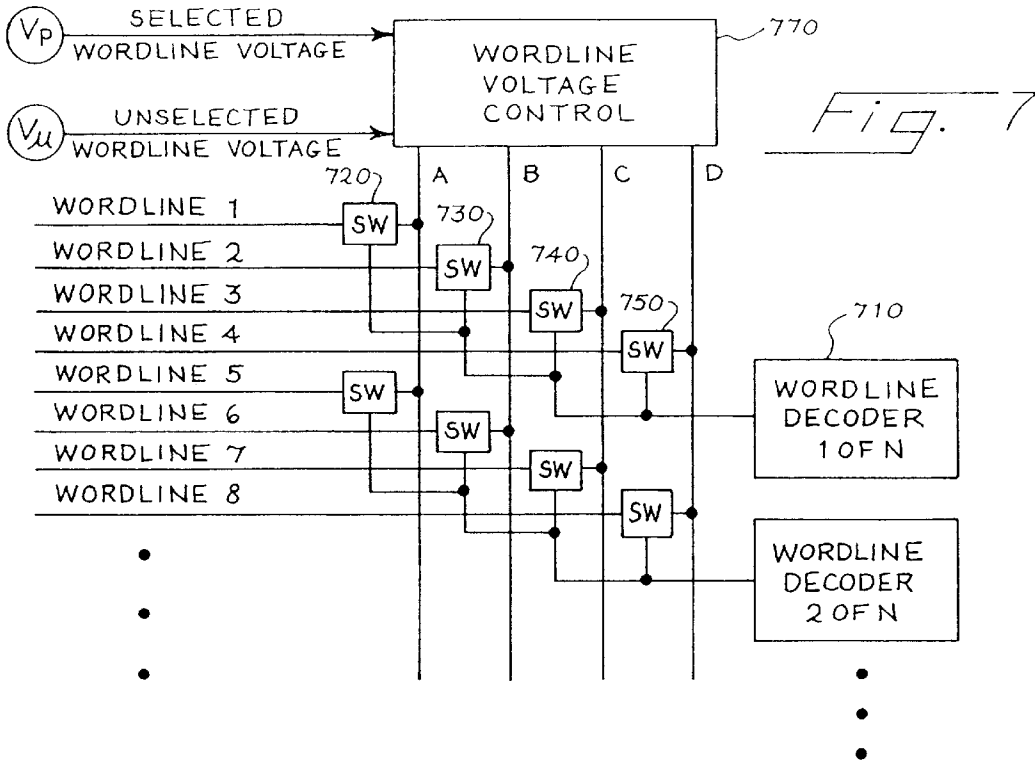 Vp SELECTED WORDLINE VOLTAGE
Vu UNSELECTED WORDLINE VOLTAGE
WORDLINE VOLTAGE CONTROL
770
Fig. 7
A B C D
720
WORDLINE 1 SW
730
WORDLINE 2 SW
740
WORDLINE 3 SW
750
WORDLINE 4 SW
710
WORDLINE DECODER 1 OF N
WORDLINE 5 SW
WORDLINE 6 SW
WORDLINE 7 SW
WORDLINE 8 SW
WORDLINE DECODER 2 OF N